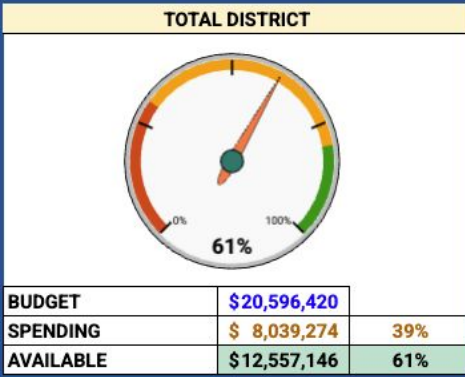 TOTAL DISTRICT
0% 100%
61%
BUDGET $20,596,420
SPENDING $ 8,039,274 39%
AVAILABLE $12,557,146 61%